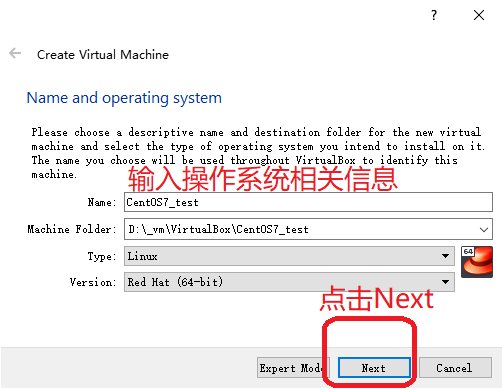 ?
Create Virtual Machine
Name and operating system
Please choose a descriptive name and destination folder for the new virtual
machine and select the type of operating system you intend to install on it.
The name you choose will be used throughout VirtualBox to identify this
machine.
输入操作系统相关信息
Name: CentOS7_test
Machine Folder: D:\_vm\VirtualBox\CentOS7_test
Type: Linux
64
Version: Red Hat (64-bit)
点击Next
Expert Mode Next Cancel